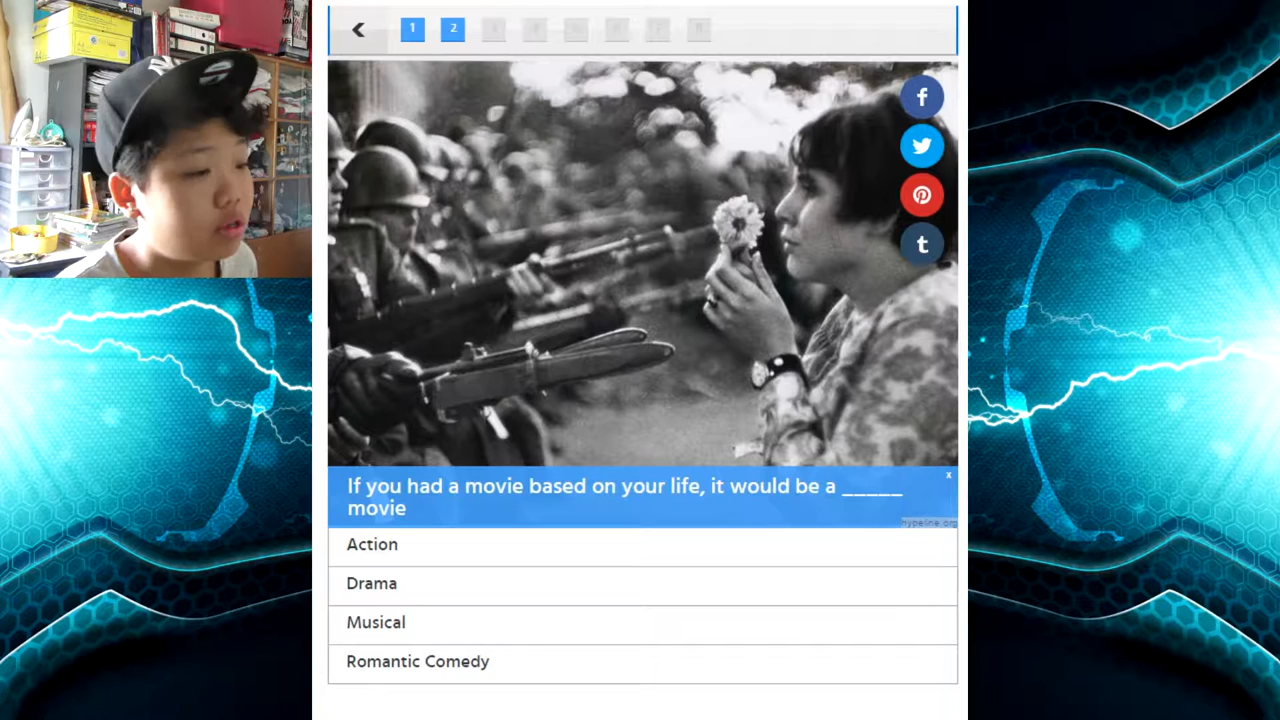 1 2
f
t
If you had a movie based on your life, it would be a _____
movie
x
hypeline.org
Action
Drama
Musical
Romantic Comedy